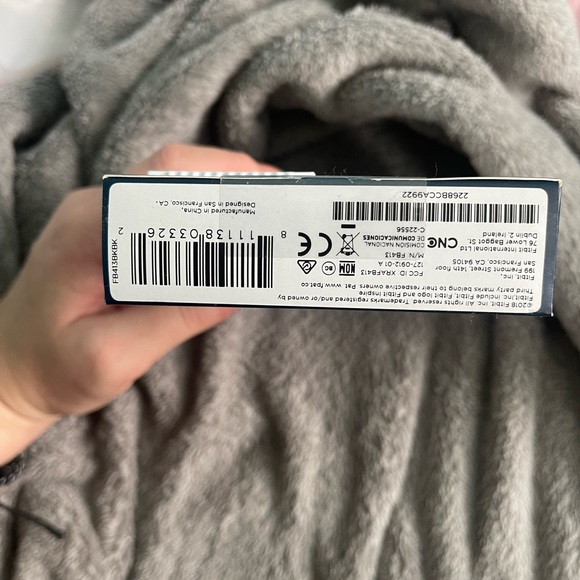 ©2018 Fitbit. All rights reserved. Trademarks registered and/or owned by
Fitbit,Inc include Fitbit, Fitbit logo and Fitbit Inspire
Third party marks belong to their respective owners Pat www.fpat.co
Fitbit, Inc.
199 Fremont Street, 14th floor
San Francisco, CA 94105
CNC
Fitbit International Ltd
76 Lower Baggot St.
Dublin 2, Ireland
FCC ID: XRAFB413
127-0912-01 A
NOM
BC
M/N: FB413
COMISIÓN NACIONAL
DE COMUNICACIONES
C-22556
CE
2268BCCA9922
8 11138 03326 2
FB413BKBK
Designed in San Francisco, CA.
Manufactured in China.